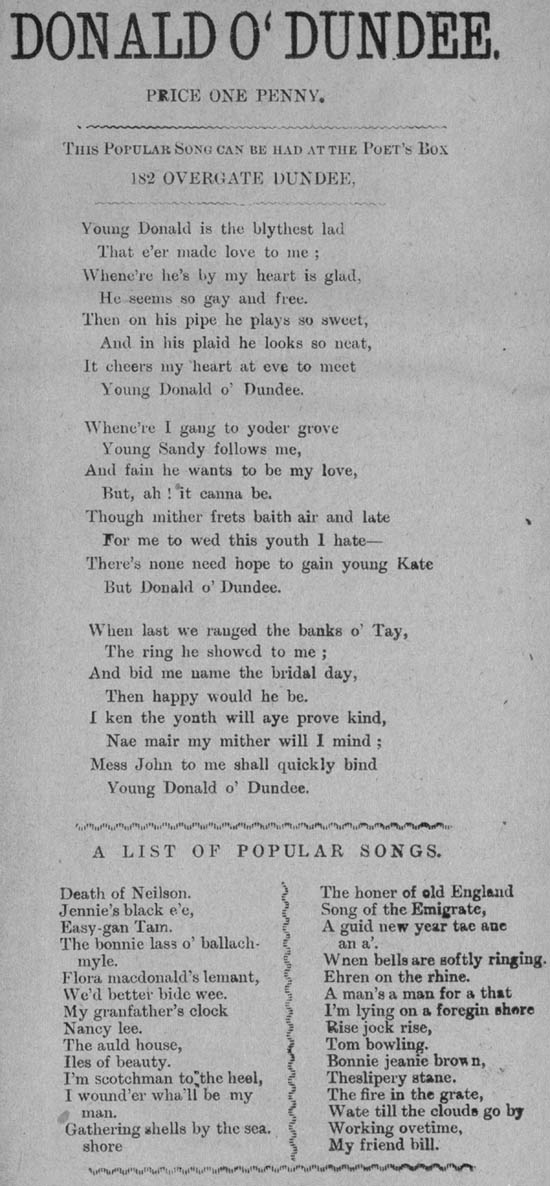 DONALD O' DUNDEE.
PRICE ONE PENNY.
THIS POPULAR SONG CAN BE HAD AT THE POET'S BOX
182 OVERGATE DUNDEE,
Young Donald is the blythest lad
That e'er made love to me ;
Whene're he's by my heart is glad,
He seems so gay and free.
Then on his pipe he plays so sweet,
And in his plaid he looks so neat,
It cheers my heart at eve to meet
Young Donald o' Dundee.
Whene're I gang to yoder grove
Young Sandy follows me,
And fain he wants to be my love,
But, ah ! it canna be.
Though mither frets baith air and late
For me to wed this youth I hate—
There's none need hope to gain young Kate
But Donald o' Dundee.
When last we ranged the banks o' Tay,
The ring he showed to me ;
And bid me name the bridal day,
Then happy would he be.
I ken the yonth will aye prove kind,
Nae mair my mither will I mind ;
Mess John to me shall quickly bind
Young Donald o' Dundee.
A LIST OF POPULAR SONGS.
Death of Neilson.
Jennie's black e'e,
Easy-gan Tam.
The bonnie lass o' ballach-
myle.
Flora macdonald's lemant,
We'd better bide wee.
My granfather's clock
Nancy lee.
The auld house,
Iles of beauty.
I'm scotchman to the heel,
I wound'er wha'll be my
man.
Gathering shells by the sea.
shore
The honer of old England
Song of the Emigrate,
A guid new year tae ane
an a'.
Wnen bells are softly ringing.
Ehren on the rhine.
A man's a man for a that
I'm lying on a foregin shore
Rise jock rise,
Tom bowling.
Bonnie jeanie brown,
Theslipery stane.
The fire in the grate,
Wate till the clouds go by
Working ovetime,
My friend bill.